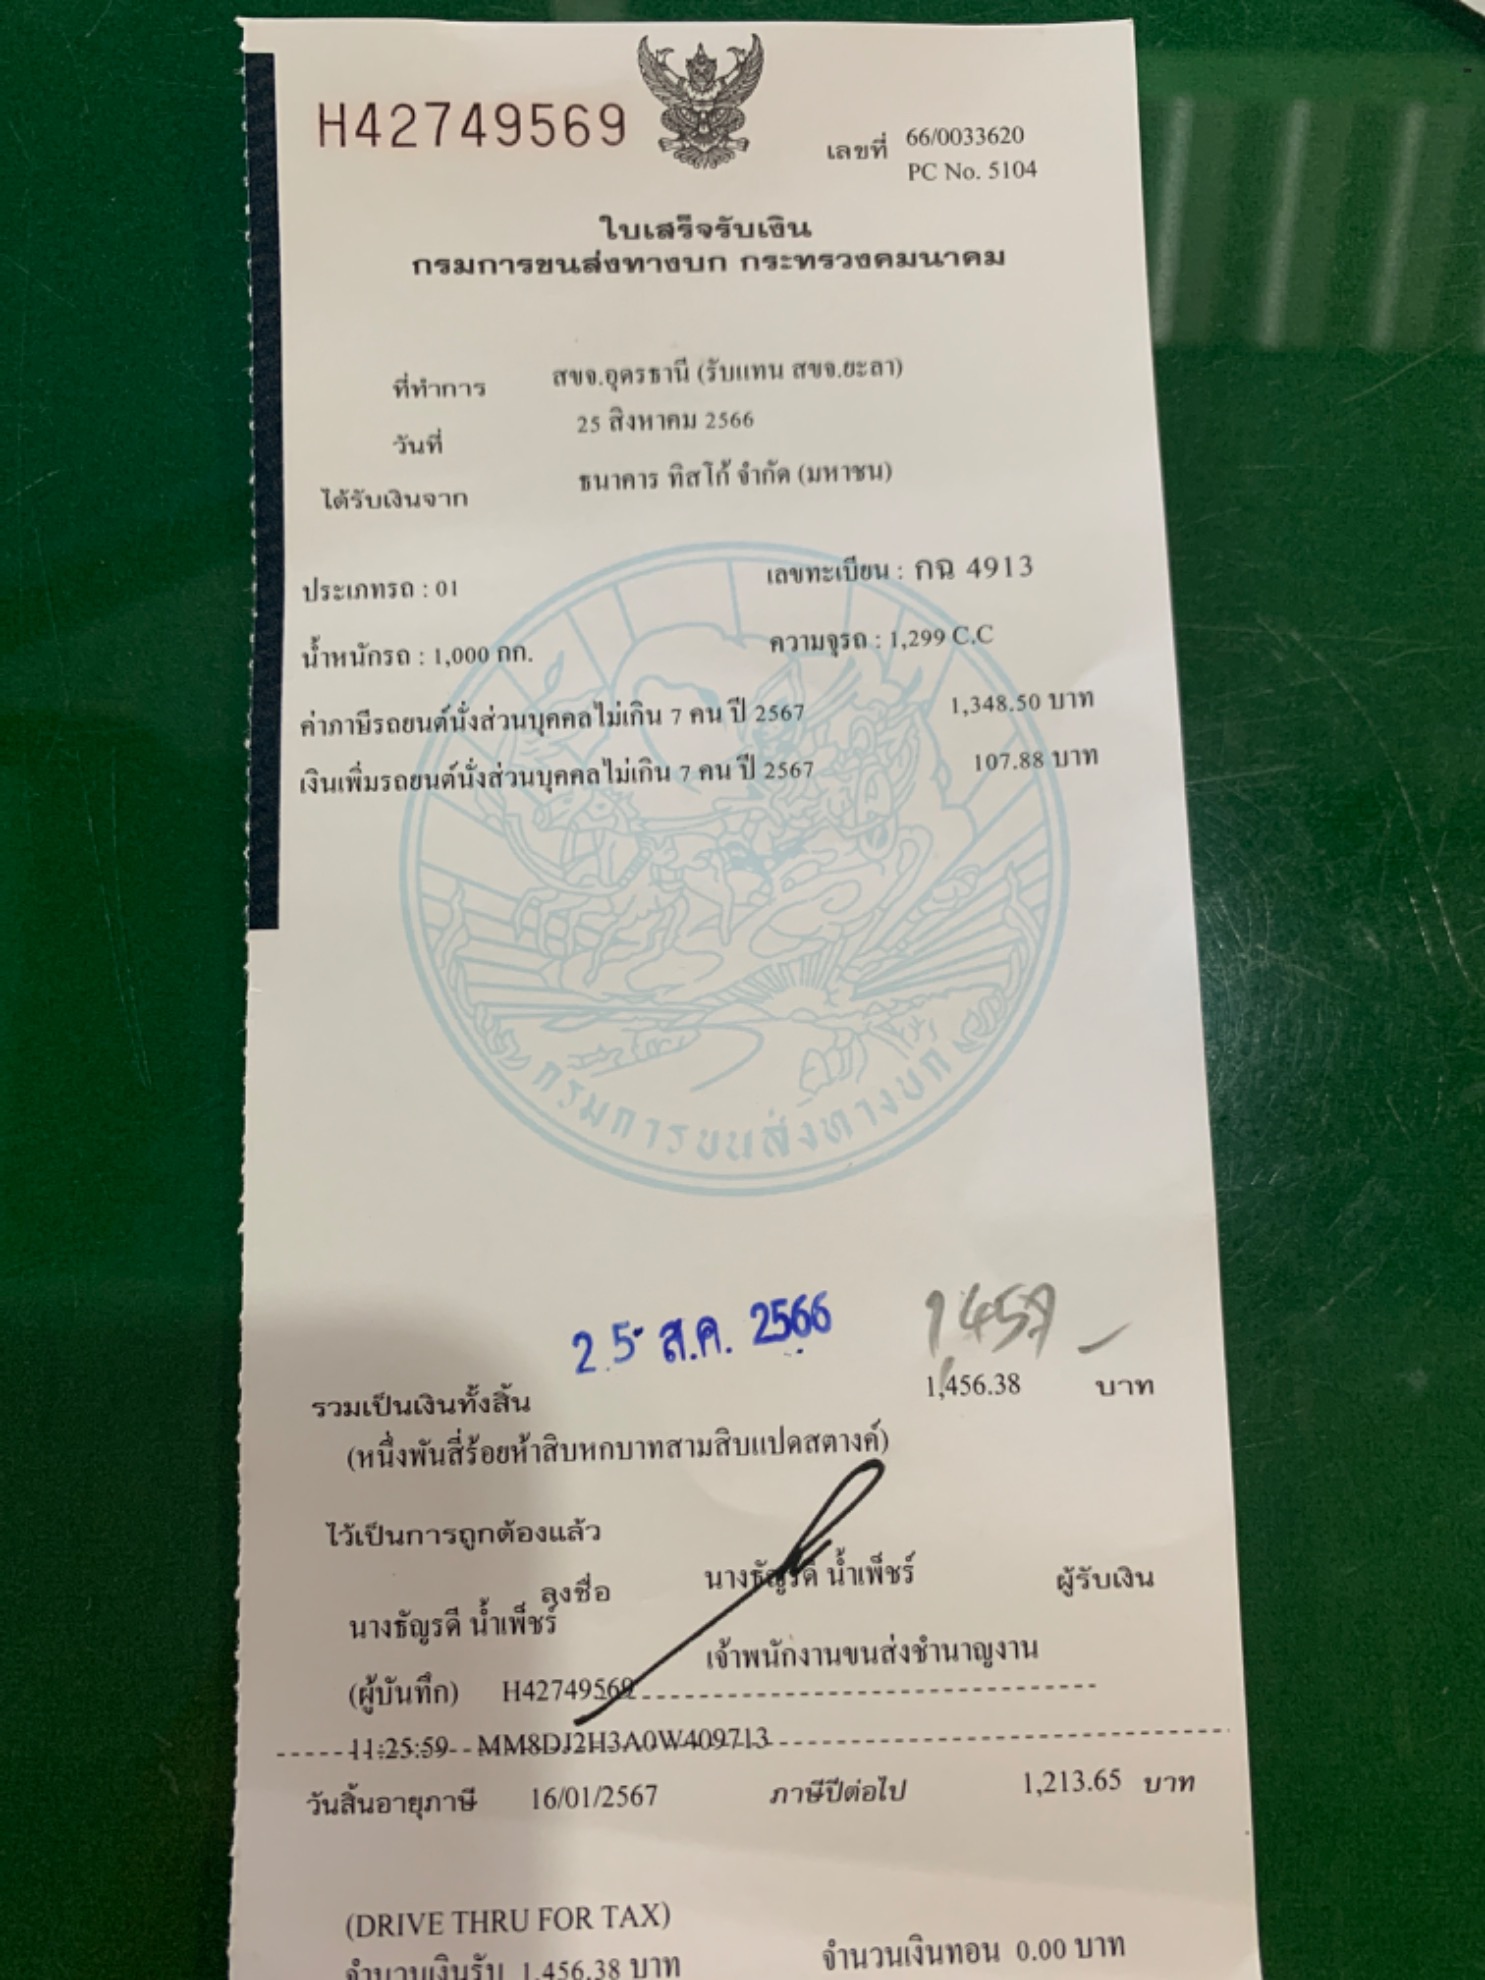 H42749569
เลขที่ 66/0033620
PC No. 5104
ใบเสร็จรับเงิน
กรมการขนส่งทางบก กระทรวงคมนาคม
ที่ทำการ สขจ.อุดรธานี (รับแทน สขจ.ยะลา)
วันที่ 25 สิงหาคม 2566
ได้รับเงินจาก ธนาคาร ทิสโก้ จำกัด (มหาชน)
ประเภทรถ : 01 เลขทะเบียน : กฉ 4913
น้ำหนักรถ : 1,000 กก. ความจุรถ : 1,299 C.C
ค่าภาษีรถยนต์นั่งส่วนบุคคลไม่เกิน 7 คน ปี 2567 1,348.50 บาท
เงินเพิ่มรถยนต์นั่งส่วนบุคคลไม่เกิน 7 คน ปี 2567 107.88 บาท
กรมการขนส่งทางบก
25 ส.ค. 2566 1457 -
รวมเป็นเงินทั้งสิ้น 1,456.38 บาท
(หนึ่งพันสี่ร้อยห้าสิบหกบาทสามสิบแปดสตางค์)
ไว้เป็นการถูกต้องแล้ว
ลงชื่อ นางธัญรดี น้ำเพ็ชร์ ผู้รับเงิน
นางธัญรดี น้ำเพ็ชร์
เจ้าพนักงานขนส่งชำนาญงาน
(ผู้บันทึก) H42749569
11:25:59 MM8DJ2H3A0W409713
วันสิ้นอายุภาษี 16/01/2567 ภาษีปีต่อไป 1,213.65 บาท
(DRIVE THRU FOR TAX)
จำนวนเงินรับ 1,456.38 บาท จำนวนเงินทอน 0.00 บาท